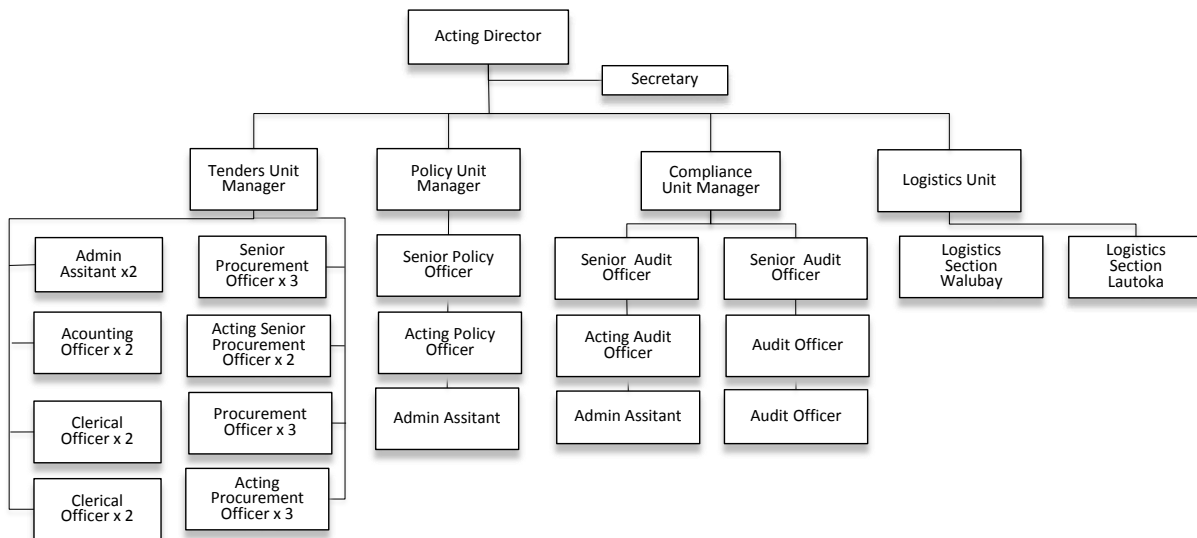 Acting Director
Secretary
Tenders Unit
Manager
Policy Unit
Manager
Compliance
Unit Manager
Logistics Unit
Admin
Assitant x2
Senior
Procurement
Officer x 3
Acounting
Officer x 2
Acting Senior
Procurement
Officer x 2
Clerical
Officer x 2
Procurement
Officer x 3
Clerical
Officer x 2
Acting
Procurement
Officer x 3
Senior Policy
Officer
Acting Policy
Officer
Admin Assitant
Senior Audit
Officer
Acting Audit
Officer
Admin Assitant
Senior Audit
Officer
Audit Officer
Audit Officer
Logistics
Section
Walubay
Logistics
Section
Lautoka